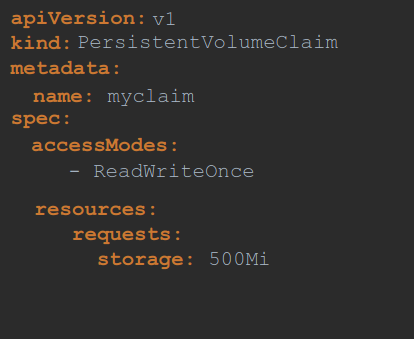 apiVersion: v1
kind: PersistentVolumeClaim
metadata:
  name: myclaim
spec:
  accessModes:
    - ReadWriteOnce
  resources:
    requests:
      storage: 500Mi